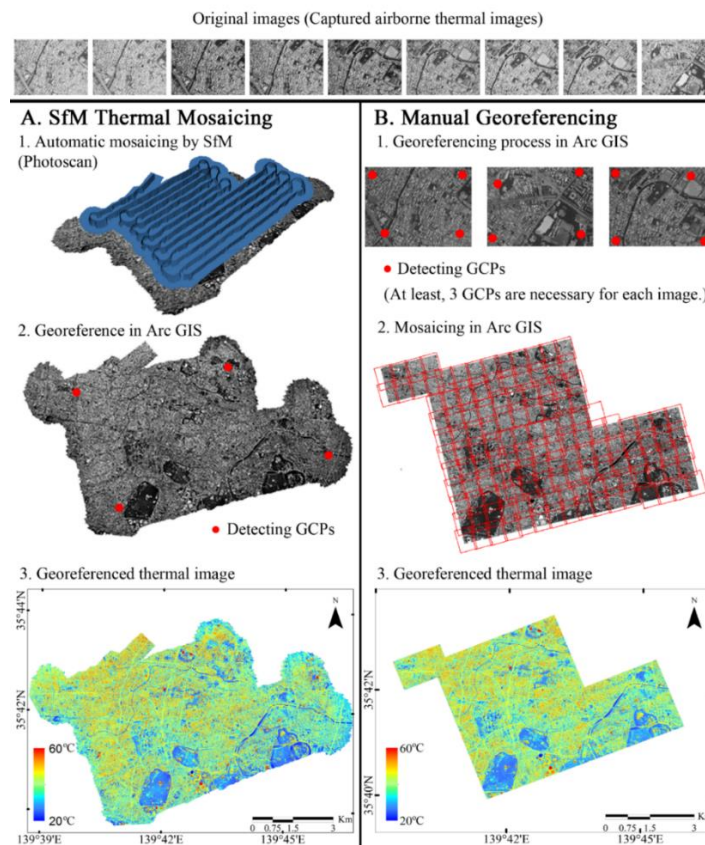 Original images (Captured airborne thermal images)
A. SfM Thermal Mosaicing
1. Automatic mosaicing by SfM
(Photoscan)
2. Georeference in Arc GIS
Detecting GCPs
3. Georeferenced thermal image
35°44'N
35°42'N
N
60℃
20℃
Km
0 0.75 1.5 3
139°39'E 139°42'E 139°45'E
B. Manual Georeferencing
1. Georeferencing process in Arc GIS
Detecting GCPs
(At least, 3 GCPs are necessary for each image.)
2. Mosaicing in Arc GIS
3. Georeferenced thermal image
35°42'N
35°40'N
N
60℃
20℃
Km
0 0.75 1.5 3
139°42'E 139°45'E